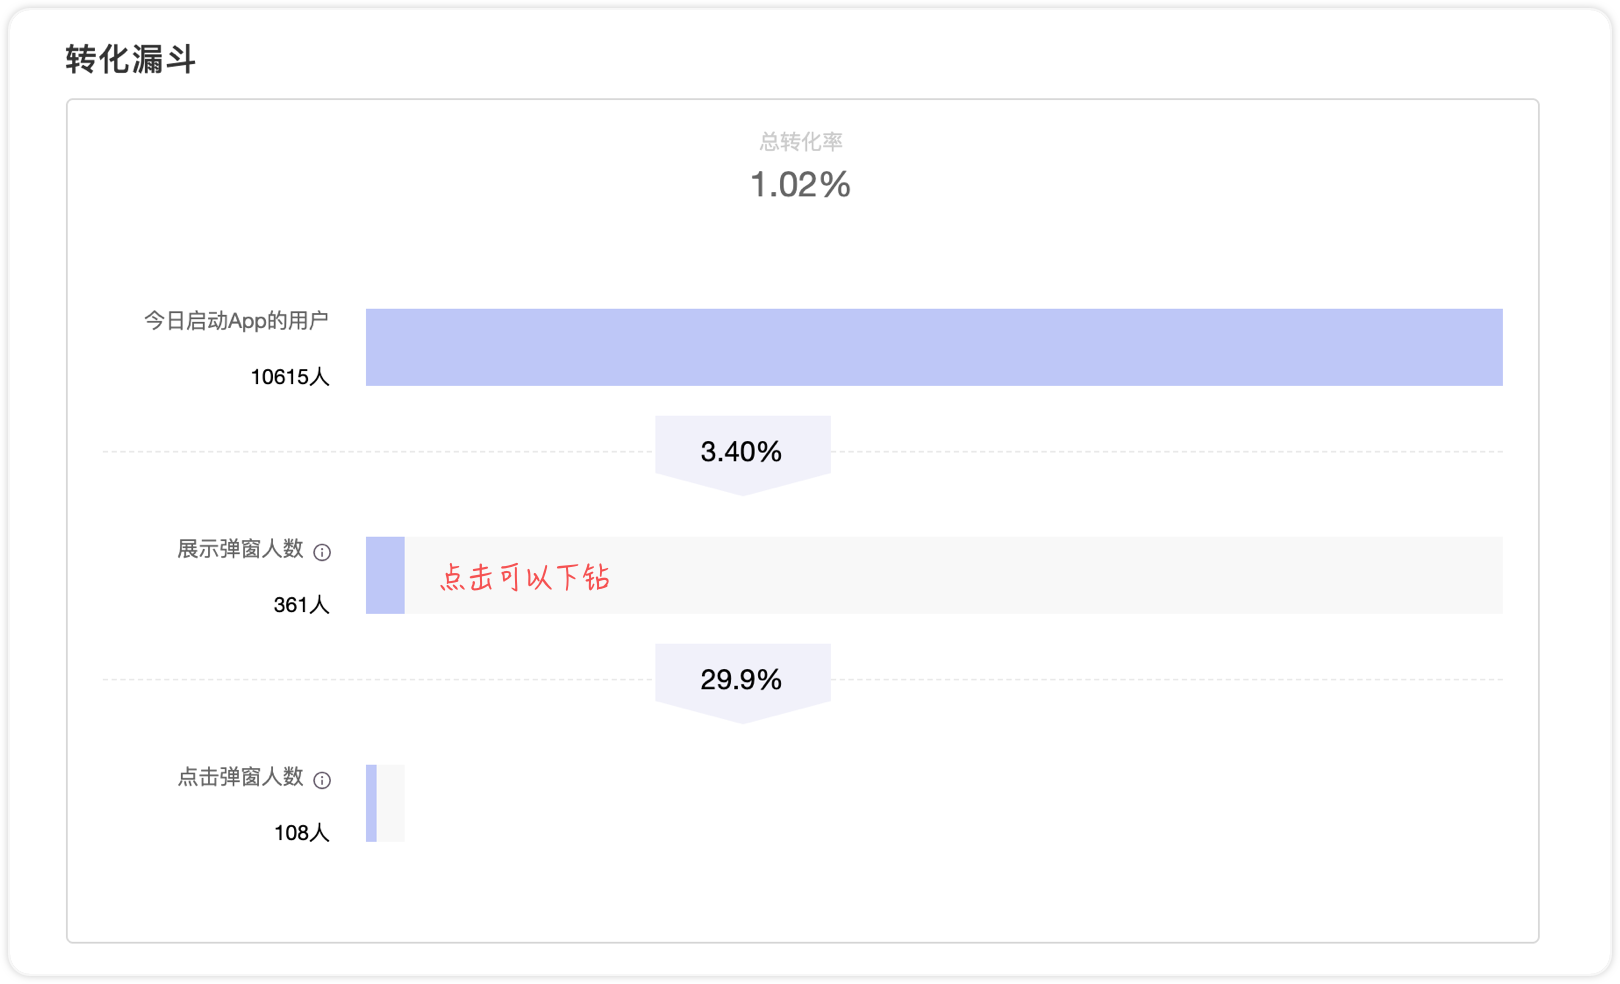 转化漏斗
总转化率
1.02%
今日启动App的用户
10615人
3.40%
展示弹窗人数
361人
点击可以下钻
29.9%
点击弹窗人数
108人